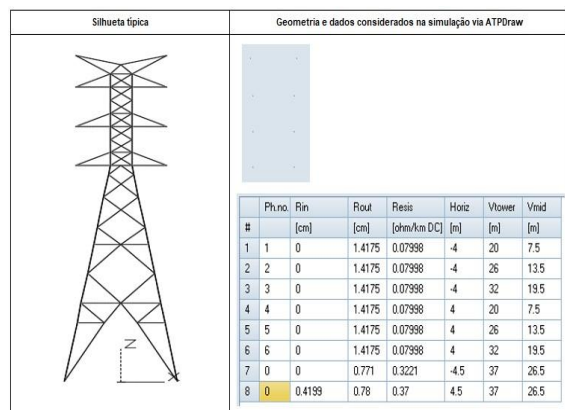 Silhueta típica
Geometria e dados considerados na simulação via ATPDraw
Z
X
Ph.no. Rin Rout Resis Horiz Vtower Vmid
# [cm] [cm] [ohm/km DC] [m] [m] [m]
1 1 0 1.4175 0.07998 -4 20 7.5
2 2 0 1.4175 0.07998 -4 26 13.5
3 3 0 1.4175 0.07998 -4 32 19.5
4 4 0 1.4175 0.07998 4 20 7.5
5 5 0 1.4175 0.07998 4 26 13.5
6 6 0 1.4175 0.07998 4 32 19.5
7 0 0 0.771 0.3221 -4.5 37 26.5
8 0 0.4199 0.78 0.37 4.5 37 26.5